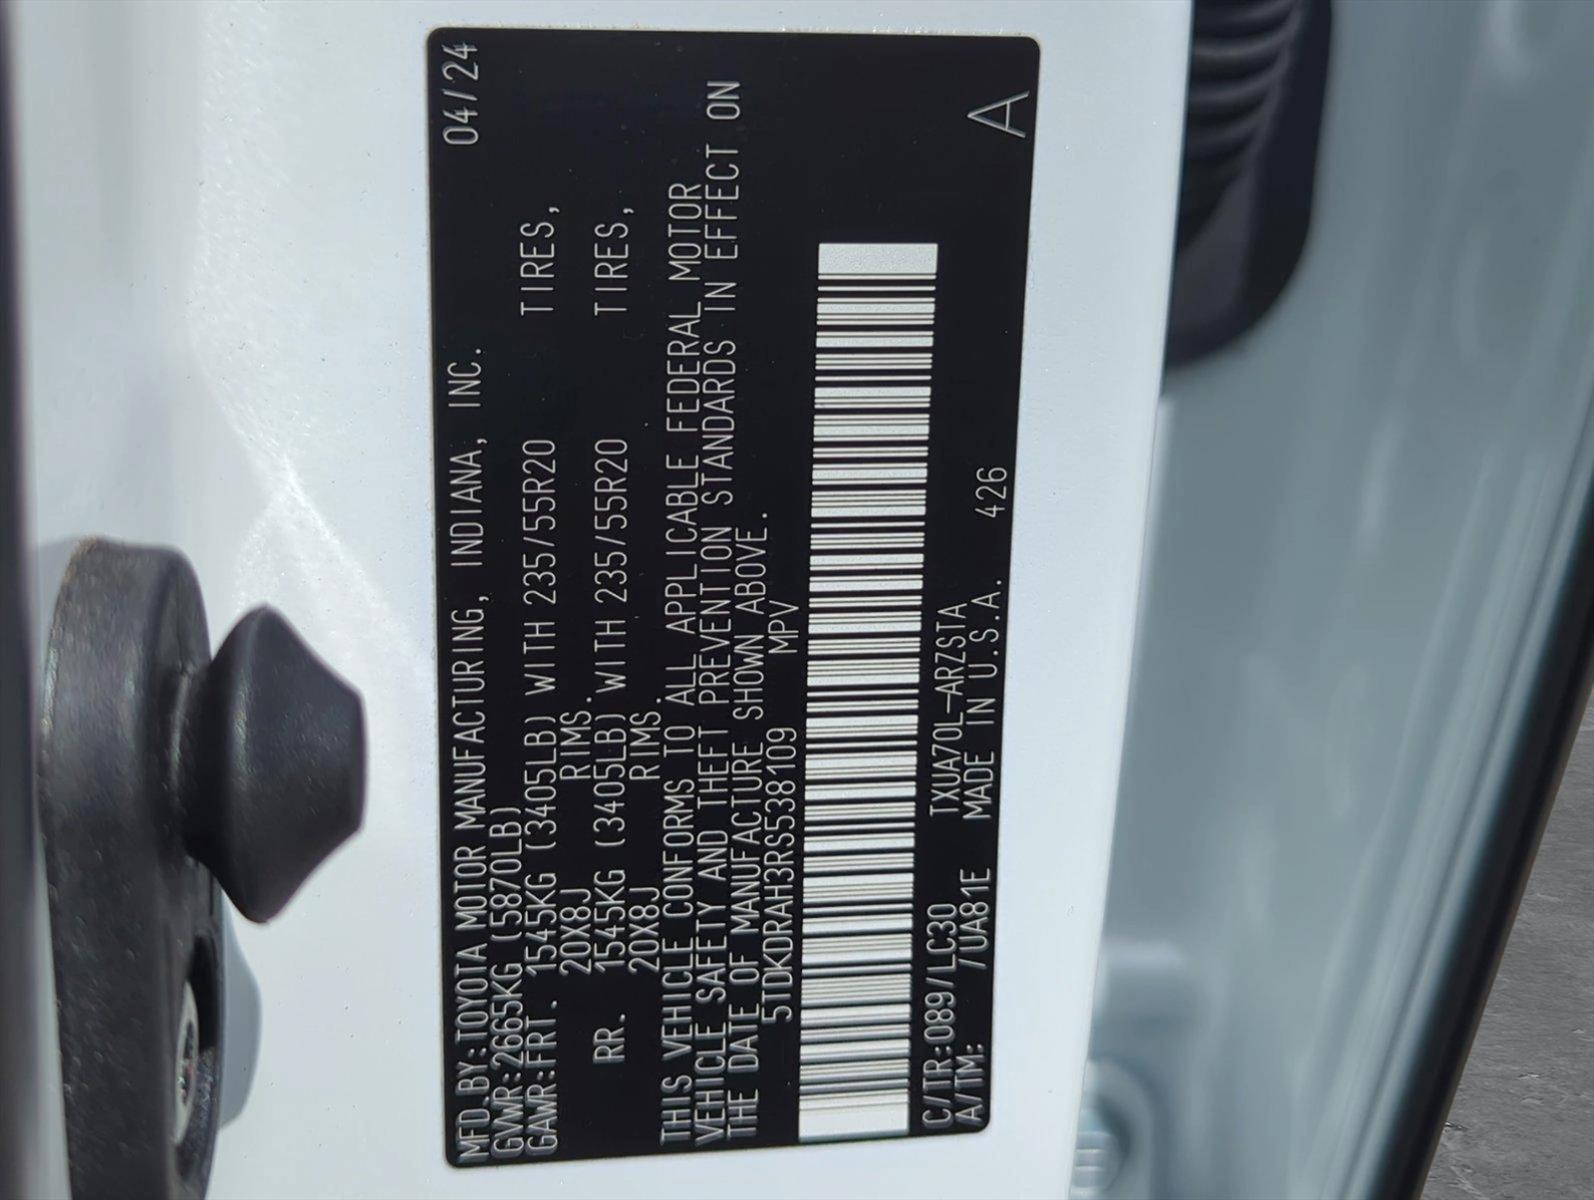 MFD.BY:TOYOTA MOTOR MANUFACTURING, INDIANA, INC. 04/24
GVWR:2665KG (5870LB)
GAWR:FRT. 1545KG (3405LB) WITH 235/55R20 TIRES,
20X8J RIMS.
RR. 1545KG (3405LB) WITH 235/55R20 TIRES,
20X8J RIMS.
THIS VEHICLE CONFORMS TO ALL APPLICABLE FEDERAL MOTOR
VEHICLE SAFETY AND THEFT PREVENTION STANDARDS IN EFFECT ON
THE DATE OF MANUFACTURE SHOWN ABOVE.
5TDKDRAH3RS538109 MPV
C/TR:089/LC30 TXUA70L-ARZSTA
A/TM: /UA81E MADE IN U.S.A. 426 A